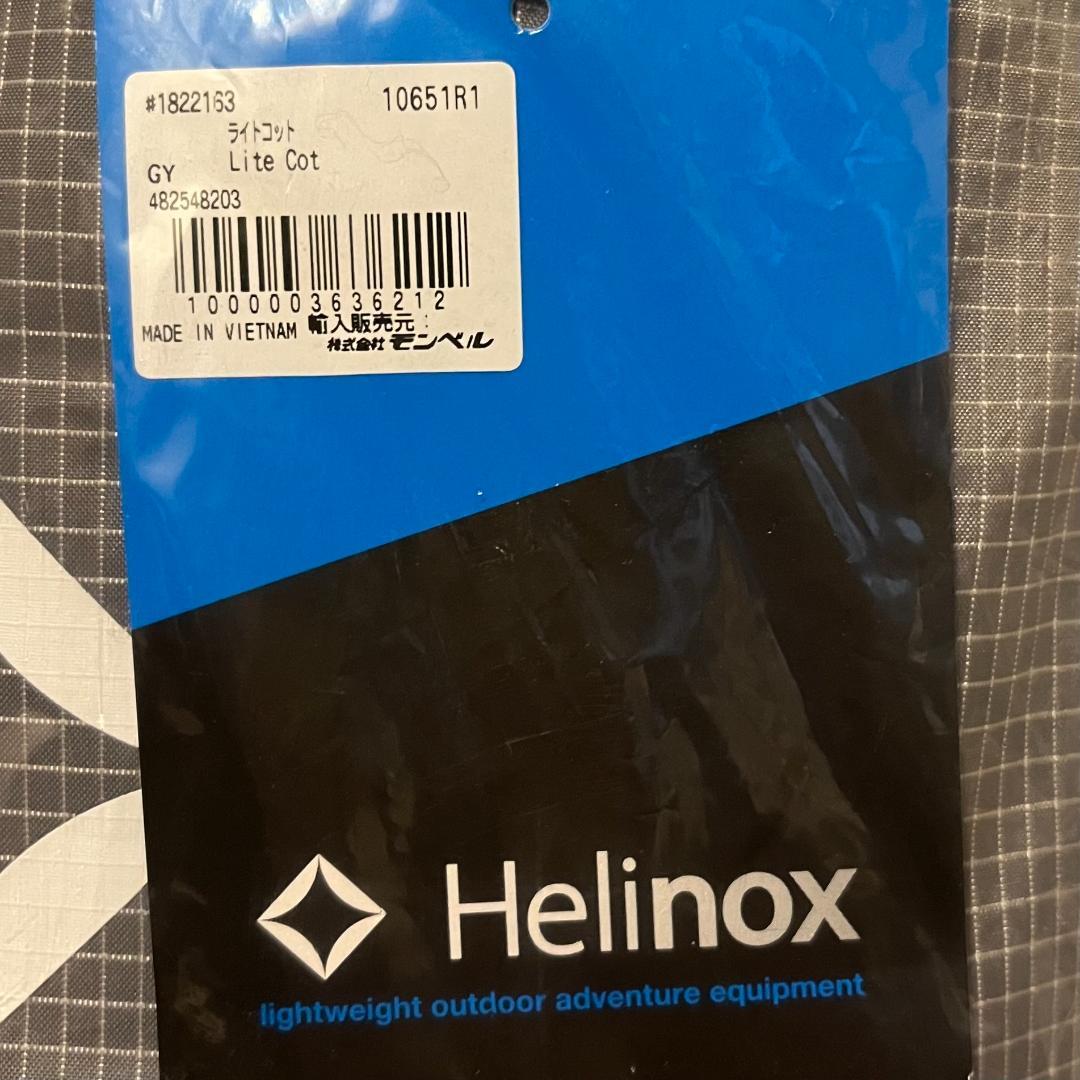 #1822163 10651R1
ライトコット
Lite Cot
GY
482548203
1000003636212
MADE IN VIETNAM 輸入販売元：
株式会社 モンベル
Helinox
lightweight outdoor adventure equipment